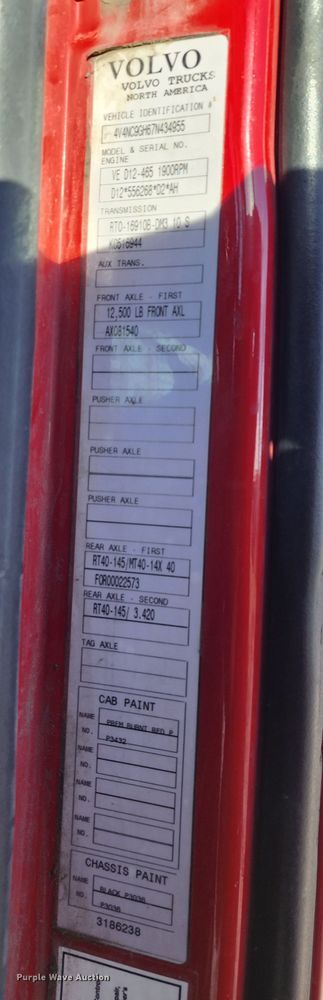 VOLVO
VOLVO TRUCKS
NORTH AMERICA
VEHICLE IDENTIFICATION #
4V4NC9GH67N434955
MODEL & SERIAL NO.
ENGINE
VE D12-465 1900RPM
D12*556268*D2*AH
TRANSMISSION
RTO-16910B-DM3 10 S
K0516944
AUX TRANS.
FRONT AXLE - FIRST
12,500 LB FRONT AXL
AX081540
FRONT AXLE - SECOND
PUSHER AXLE
PUSHER AXLE
PUSHER AXLE
REAR AXLE - FIRST
RT40-145/MT40-14X 40
FOR00022573
REAR AXLE - SECOND
RT40-145/ 3.420
TAG AXLE
CAB PAINT
NAME PREM BURNT RED P
NO. P3432
NAME
NO.
NAME
NO.
NAME
NO.
CHASSIS PAINT
NAME BLACK P3036
NO. P3036
3186238
Purple Wave Auction